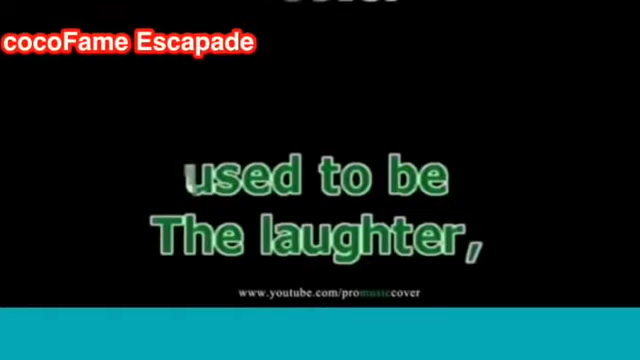 cocoFame Escapade
used to be
The laughter,
www.youtube.com/promusiccover